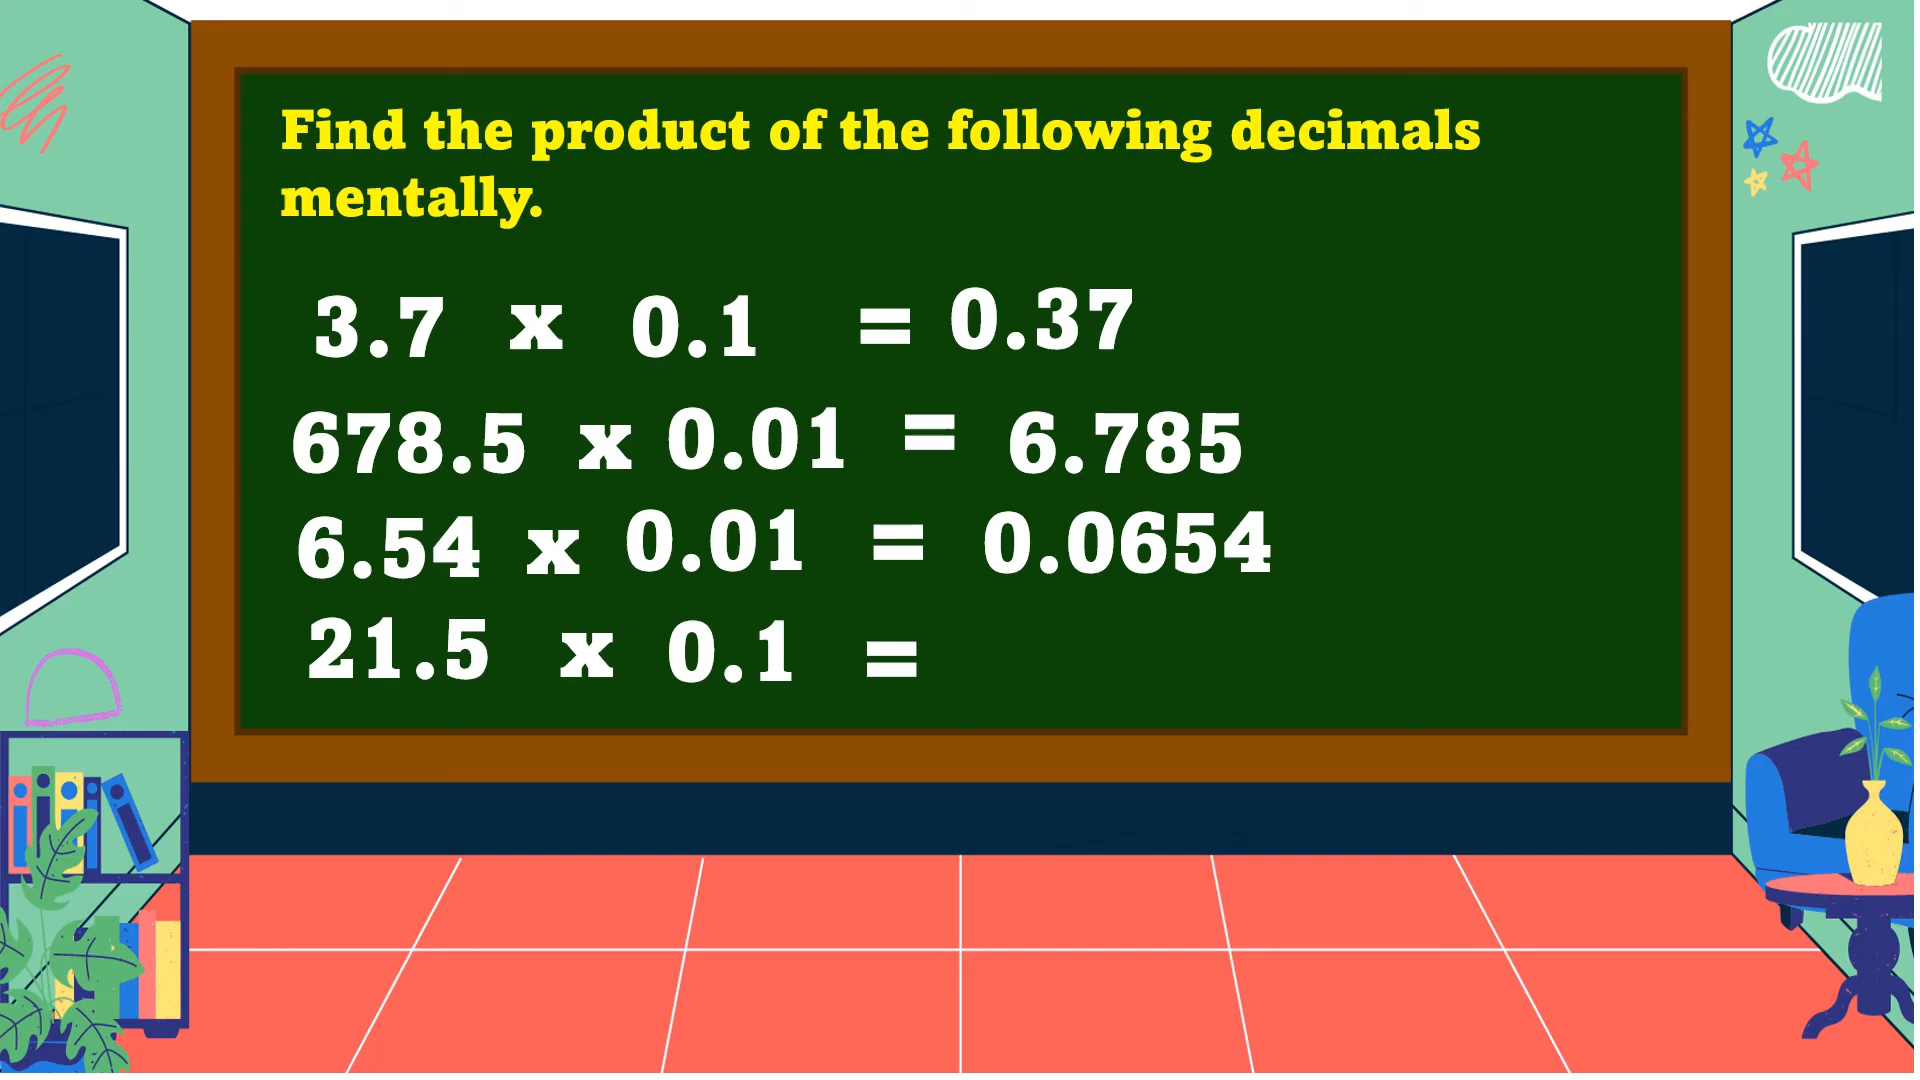 Find the product of the following decimals
mentally.
3.7 x 0.1 = 0.37
678.5 x 0.01 = 6.785
6.54 x 0.01 = 0.0654
21.5 x 0.1 =